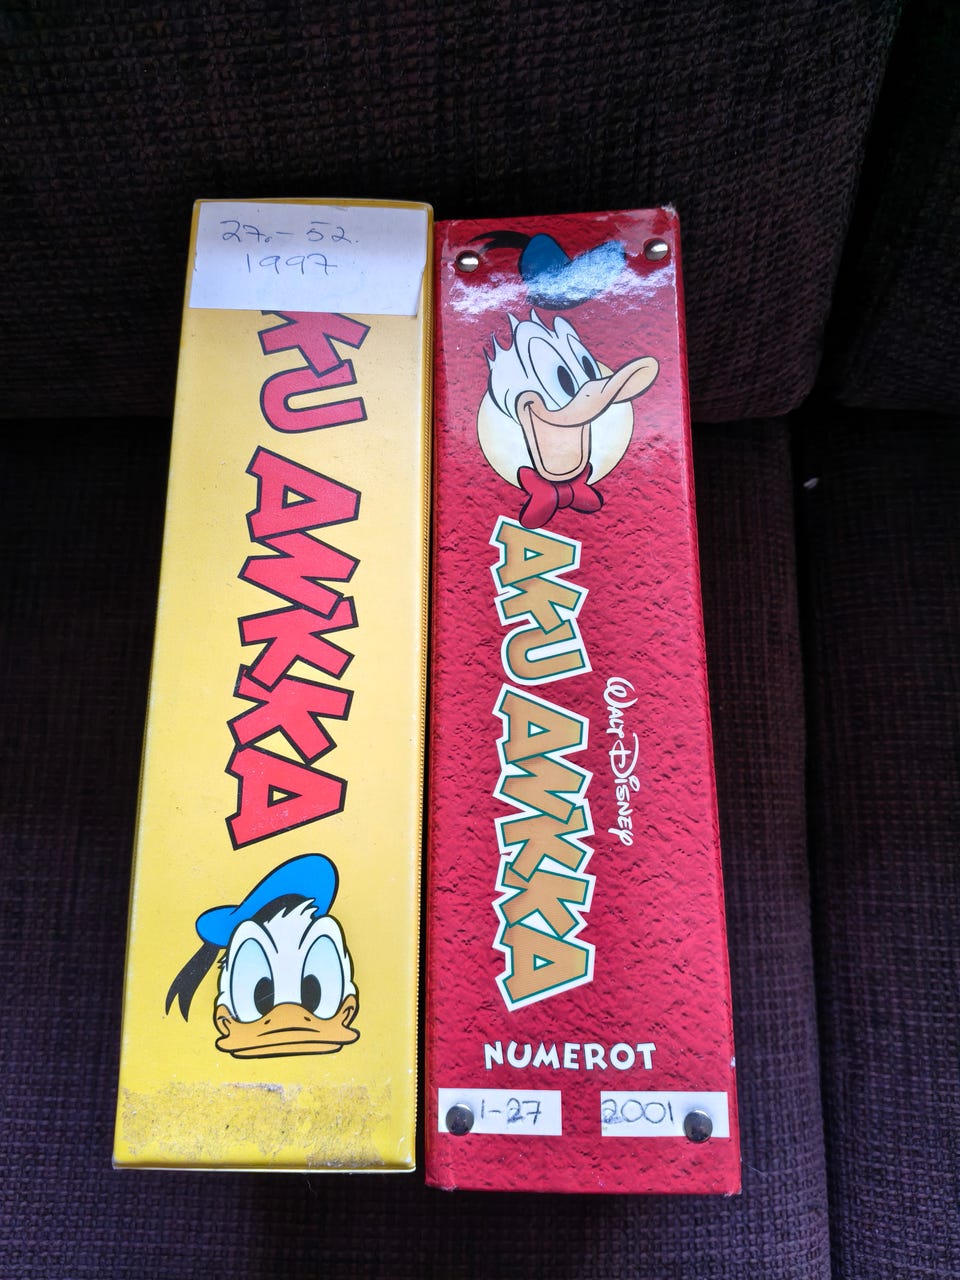 27.- 52.
1997
KU ANKKA
AKU ANKKA
WALT DISNEY
NUMEROT
1-27
2001